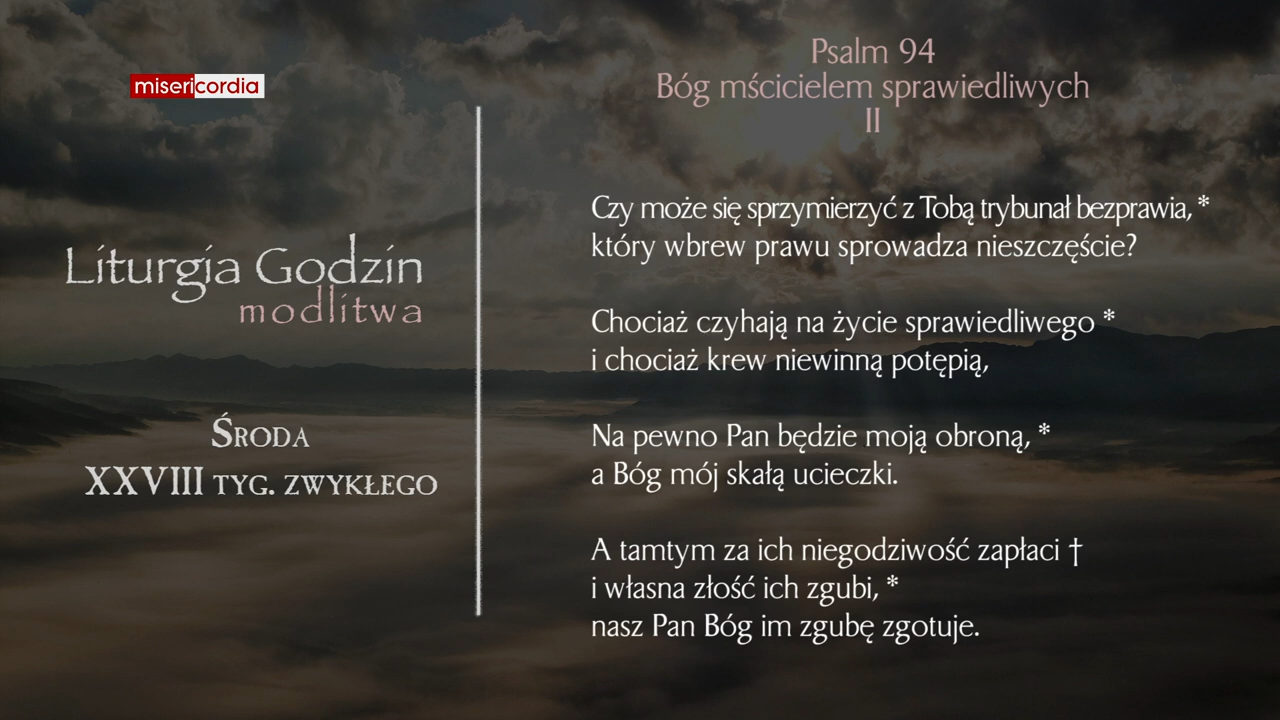 misericordia
Liturgia Godzin
modlitwa
Środa
XXVIII tyg. zwykłego
Psalm 94
Bóg mścicielem sprawiedliwych
II
Czy może się sprzymierzyć z Tobą trybunał bezprawia, *
który wbrew prawu sprowadza nieszczęście?
Chociaż czyhają na życie sprawiedliwego *
i chociaż krew niewinną potępią,
Na pewno Pan będzie moją obroną, *
a Bóg mój skałą ucieczki.
A tamtym za ich niegodziwość zapłaci †
i własna złość ich zgubi, *
nasz Pan Bóg im zgubę zgotuje.